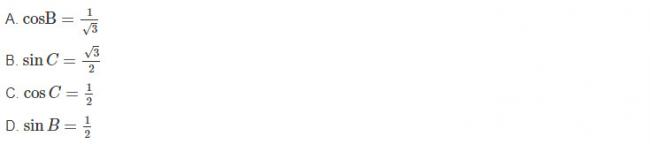 A. cosB = 1/√3
B. sin C = √3/2
C. cos C = 1/2
D. sin B = 1/2